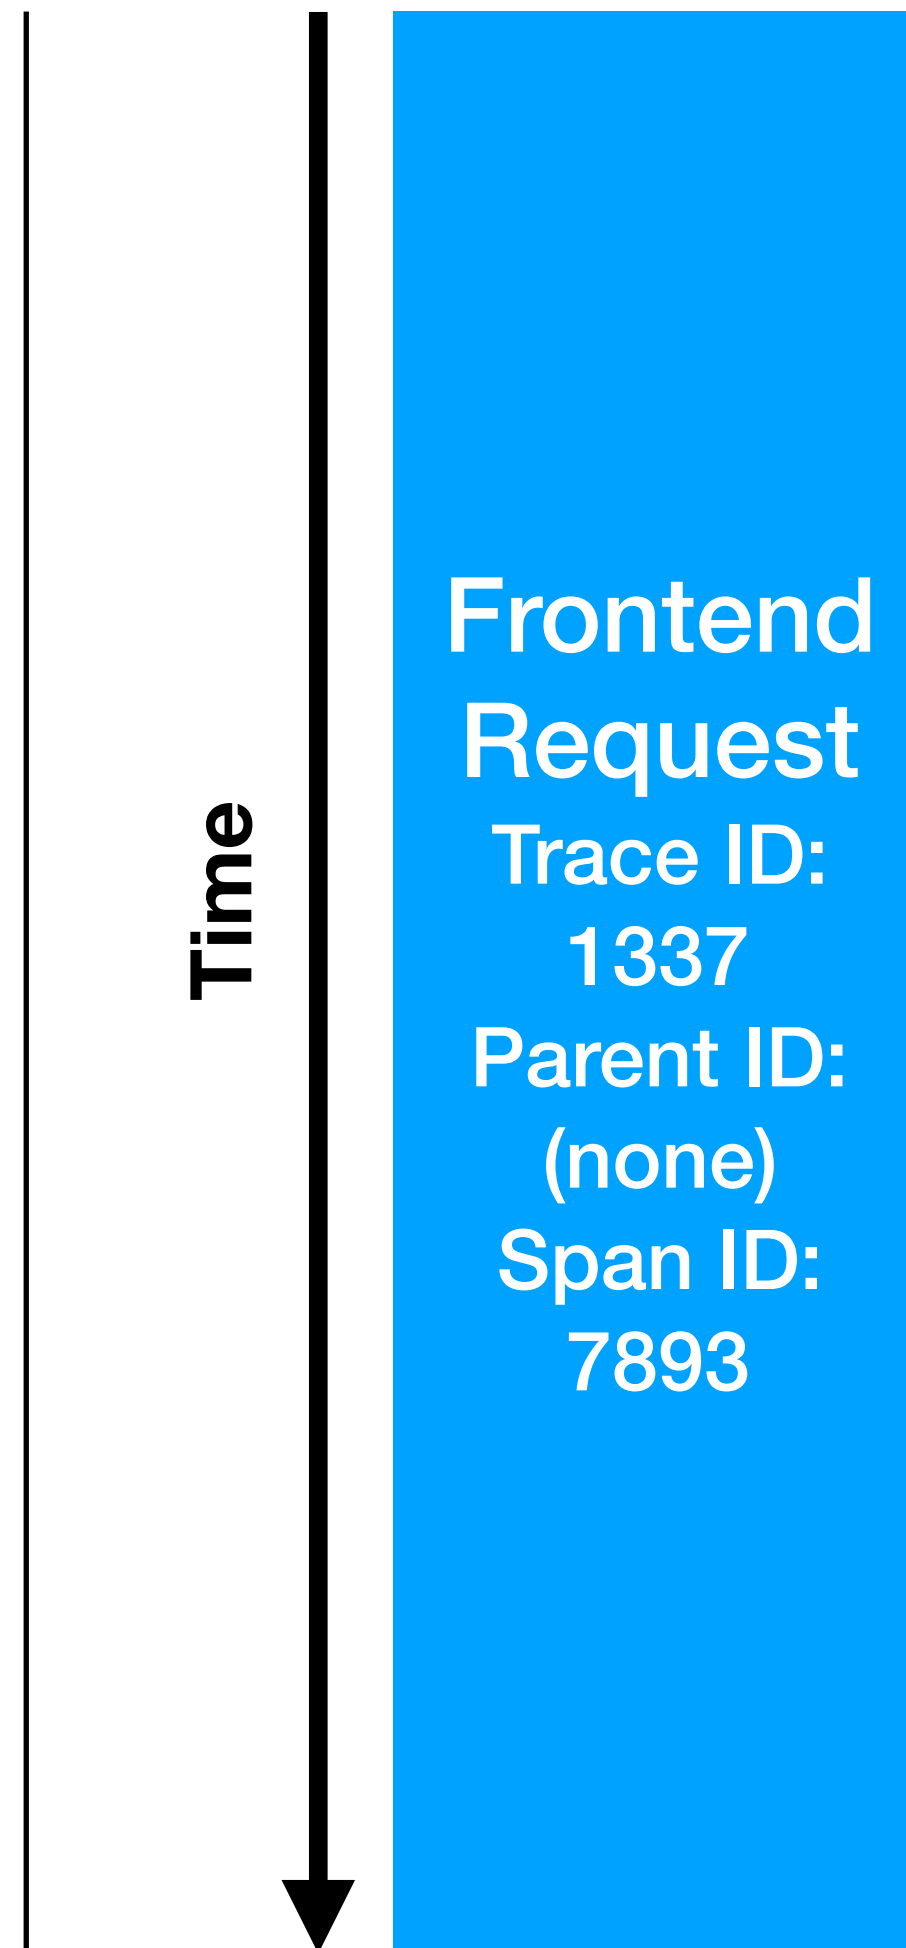 Time
Frontend
Request
Trace ID:
1337
Parent ID:
(none)
Span ID:
7893